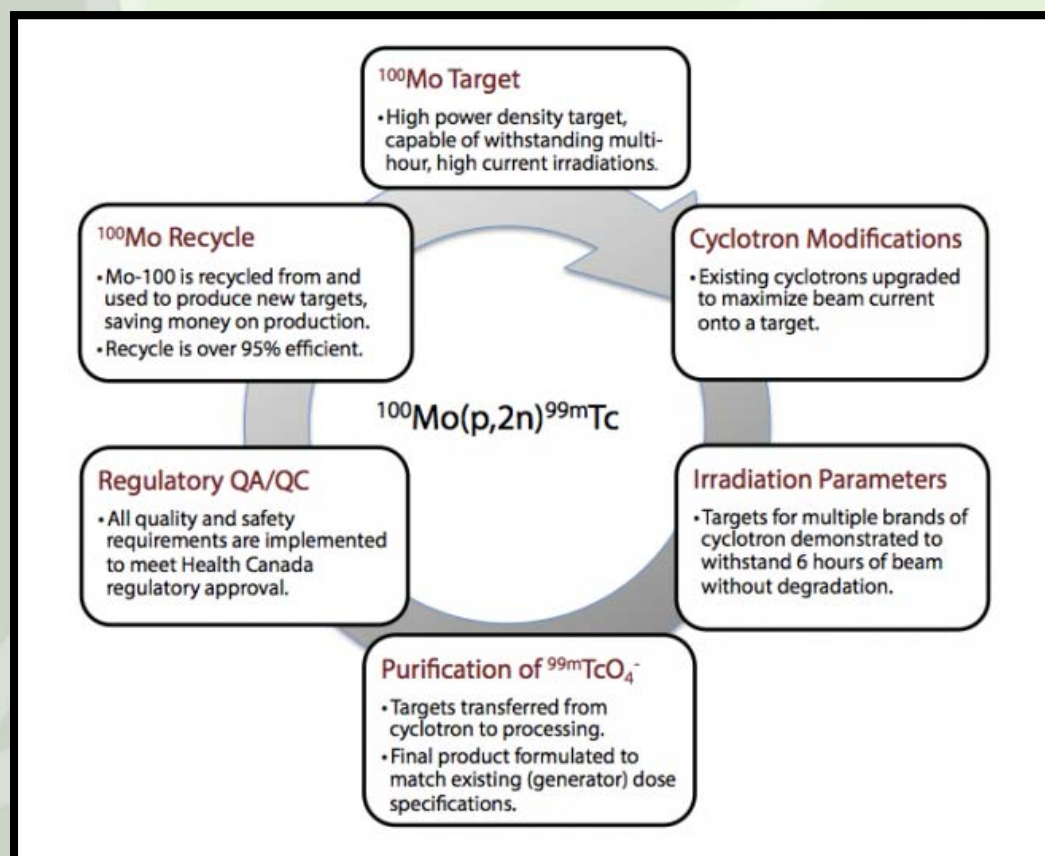 ¹⁰⁰Mo Target
•High power density target,
capable of withstanding multi-
hour, high current irradiations.
Cyclotron Modifications
•Existing cyclotrons upgraded
to maximize beam current
onto a target.
Irradiation Parameters
•Targets for multiple brands of
cyclotron demonstrated to
withstand 6 hours of beam
without degradation.
Purification of ⁹⁹ᵐTcO₄⁻
•Targets transferred from
cyclotron to processing.
•Final product formulated to
match existing (generator) dose
specifications.
Regulatory QA/QC
•All quality and safety
requirements are implemented
to meet Health Canada
regulatory approval.
¹⁰⁰Mo Recycle
•Mo-100 is recycled from and
used to produce new targets,
saving money on production.
•Recycle is over 95% efficient.
¹⁰⁰Mo(p,2n)⁹⁹ᵐTc